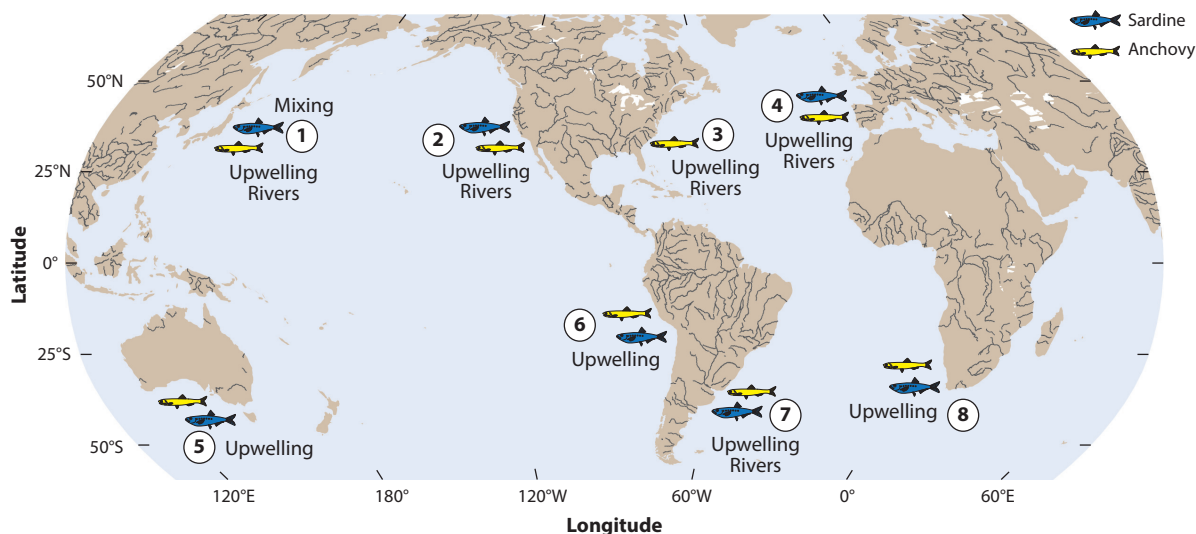 Sardine
Anchovy
50°N
25°N
0°
25°S
50°S
Latitude
Mixing
1
Upwelling
Rivers
2
Upwelling
Rivers
3
Upwelling
Rivers
4
Upwelling
Rivers
5
Upwelling
6
Upwelling
7
Upwelling
Rivers
Upwelling
8
120°E
180°
120°W
60°W
0°
60°E
Longitude